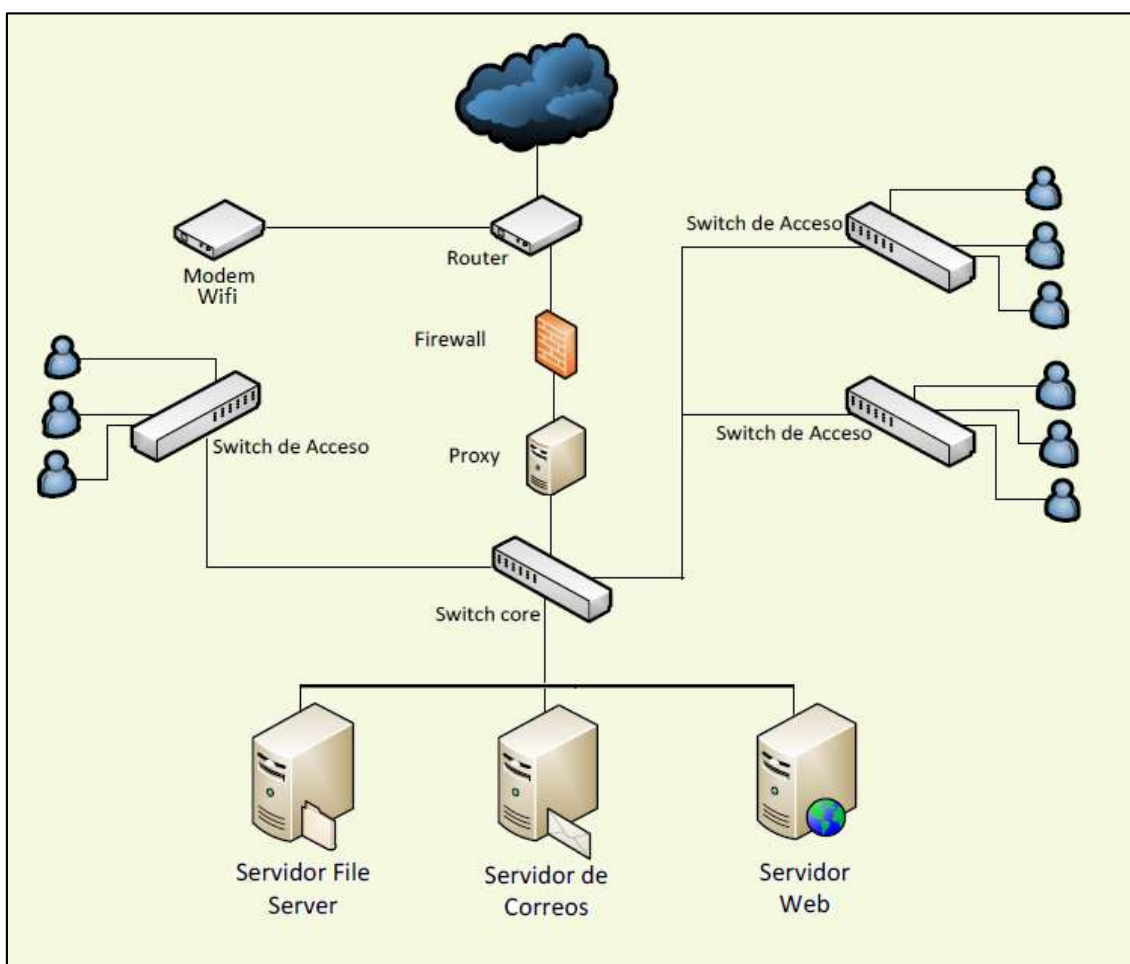 Switch de Acceso
Router
Modem
Wifi
Firewall
Switch de Acceso
Switch de Acceso
Proxy
Switch core
Servidor File
Server
Servidor de
Correos
Servidor
Web